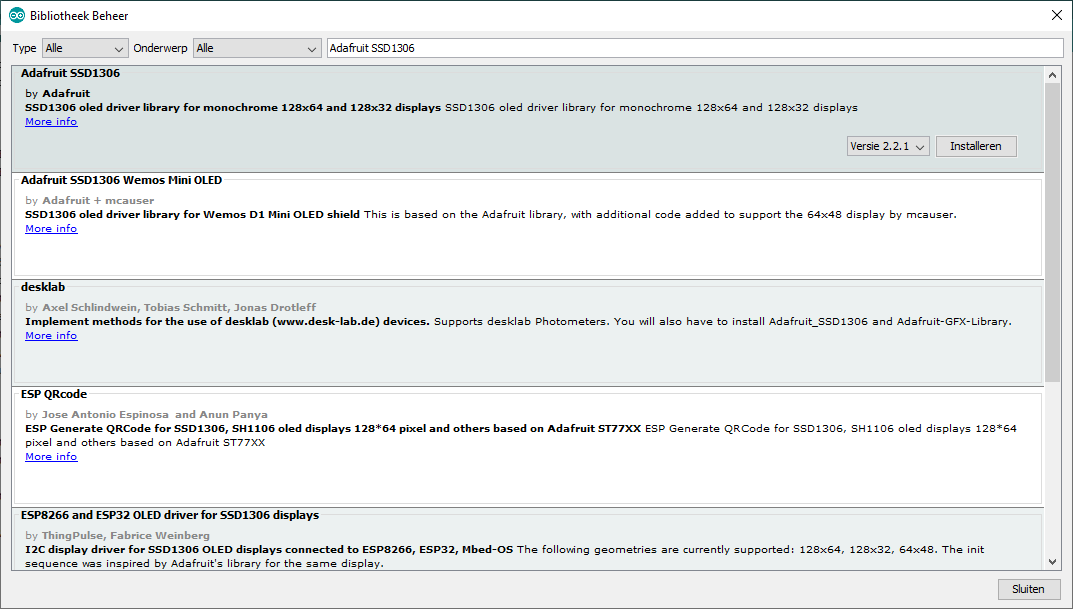 Bibliotheek Beheer
Type Alle Onderwerp Alle Adafruit SSD1306
Adafruit SSD1306
by Adafruit
SSD1306 oled driver library for monochrome 128x64 and 128x32 displays SSD1306 oled driver library for monochrome 128x64 and 128x32 displays
More info
Versie 2.2.1 Installeren
Adafruit SSD1306 Wemos Mini OLED
by Adafruit + mcauser
SSD1306 oled driver library for Wemos D1 Mini OLED shield This is based on the Adafruit library, with additional code added to support the 64x48 display by mcauser.
More info
desklab
by Axel Schlindwein, Tobias Schmitt, Jonas Drotleff
Implement methods for the use of desklab (www.desk-lab.de) devices. Supports desklab Photometers. You will also have to install Adafruit_SSD1306 and Adafruit-GFX-Library.
More info
ESP QRcode
by Jose Antonio Espinosa and Anun Panya
ESP Generate QRCode for SSD1306, SH1106 oled displays 128*64 pixel and others based on Adafruit ST77XX ESP Generate QRCode for SSD1306, SH1106 oled displays 128*64
pixel and others based on Adafruit ST77XX
More info
ESP8266 and ESP32 OLED driver for SSD1306 displays
by ThingPulse, Fabrice Weinberg
I2C display driver for SSD1306 OLED displays connected to ESP8266, ESP32, Mbed-OS The following geometries are currently supported: 128x64, 128x32, 64x48. The init
sequence was inspired by Adafruit's library for the same display.
Sluiten